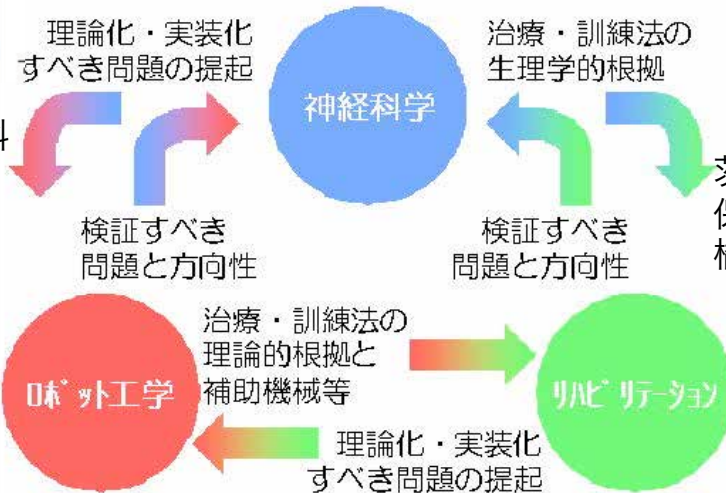 理論化・実装化
すべき問題の提起
治療・訓練法の
生理学的根拠
神経科学
検証すべき
問題と方向性
検証すべき
問題と方向性
治療・訓練法の
理論的根拠と
補助機械等
ﾛﾎﾞｯﾄ工学
ﾘﾊﾋﾞﾘﾃｰｼｮﾝ
理論化・実装化
すべき問題の提起